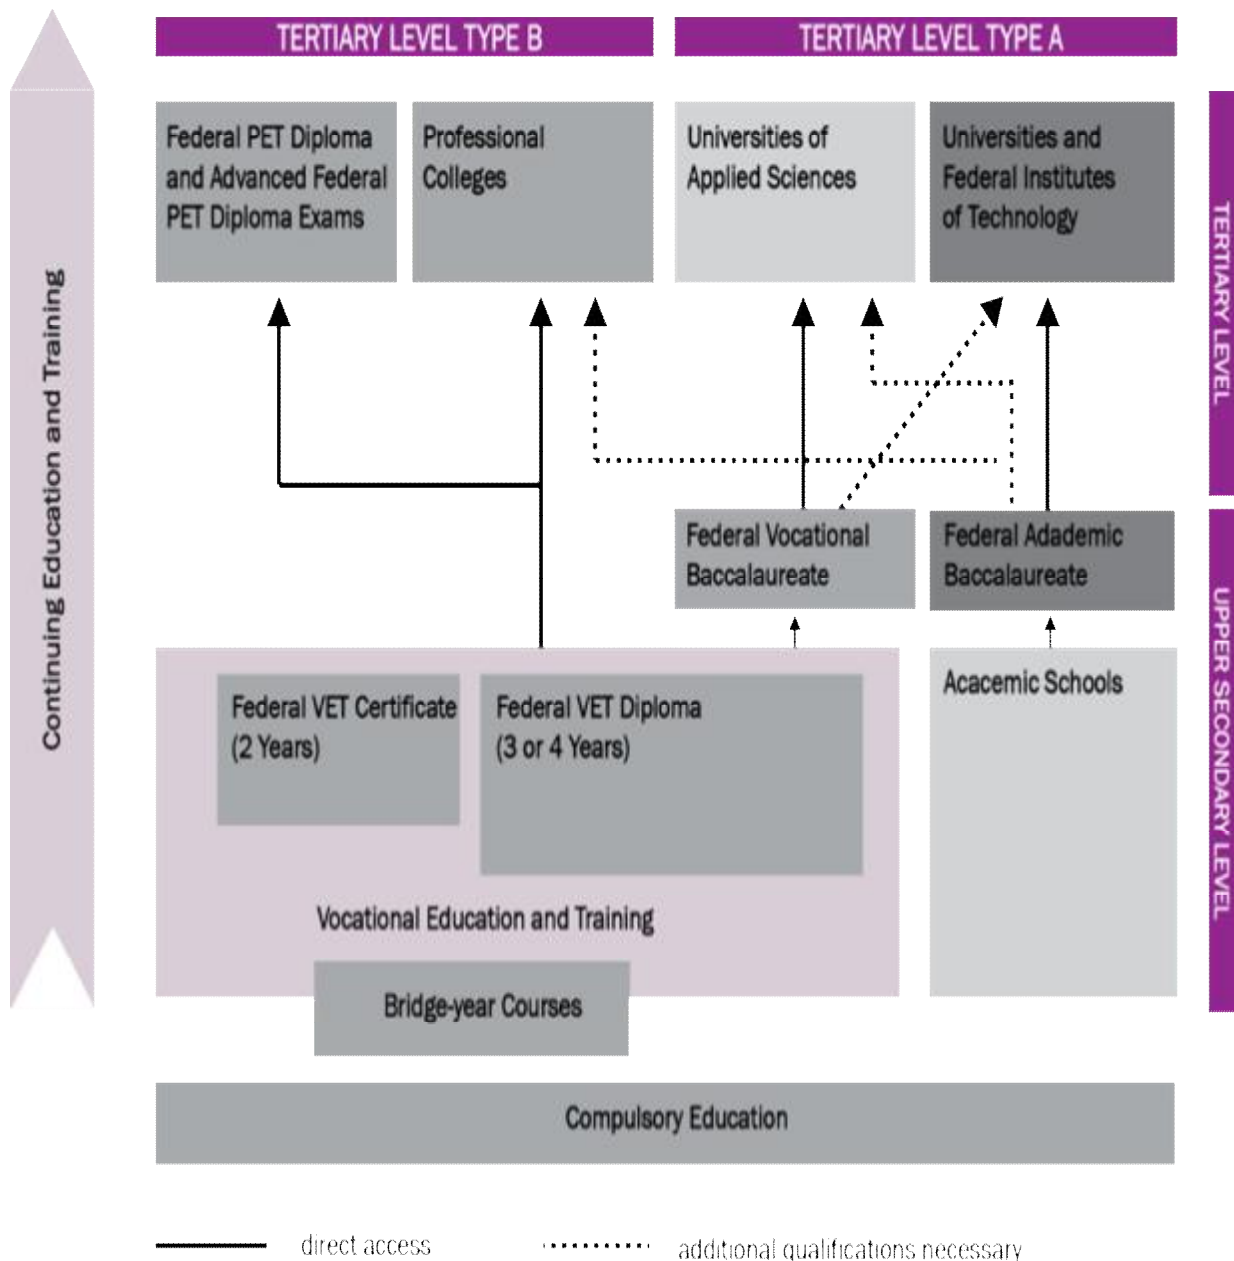 TERTIARY LEVEL TYPE B
TERTIARY LEVEL TYPE A
Federal PET Diploma
and Advanced Federal
PET Diploma Exams
Professional
Colleges
Universities of
Applied Sciences
Universities and
Federal Institutes
of Technology
TERTIARY LEVEL
Continuing Education and Training
Federal Vocational
Baccalaureate
Federal Adademic
Baccalaureate
UPPER SECONDARY LEVEL
Federal VET Certificate
(2 Years)
Federal VET Diploma
(3 or 4 Years)
Acacemic Schools
Vocational Education and Training
Bridge-year Courses
Compulsory Education
direct access
additional qualifications necessary